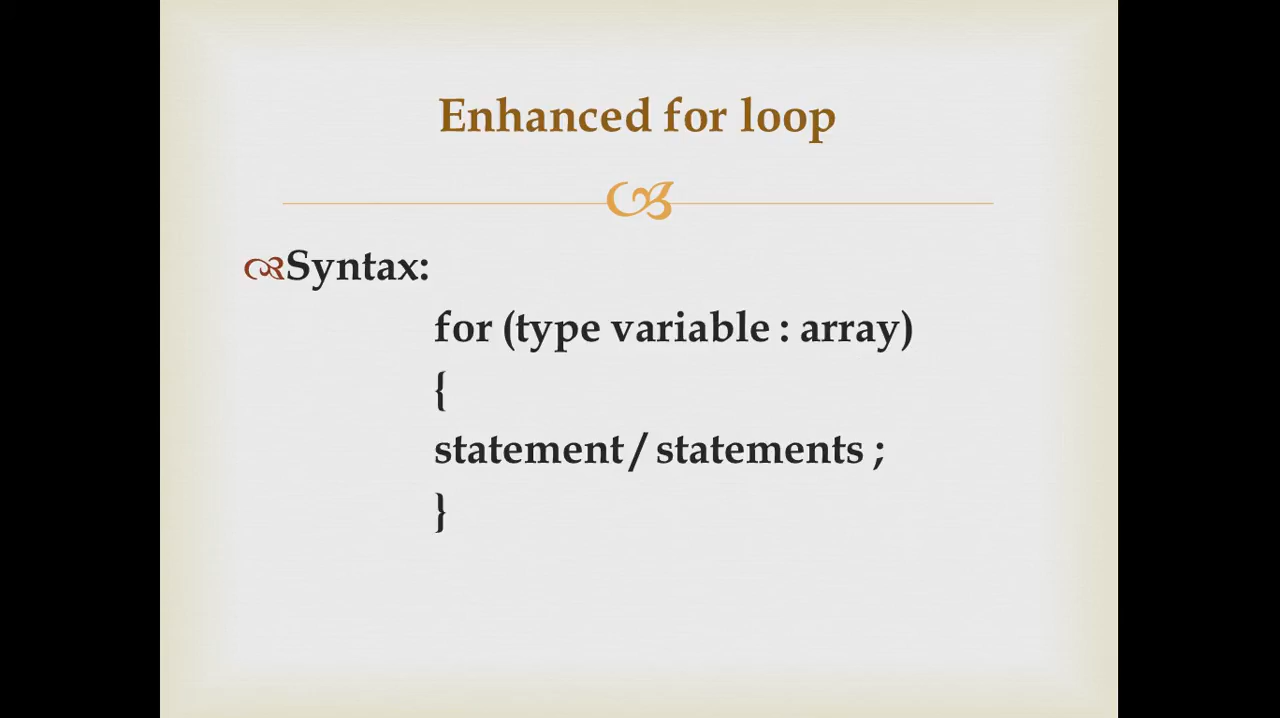 Enhanced for loop
Syntax:
for (type variable : array)
{
statement / statements ;
}